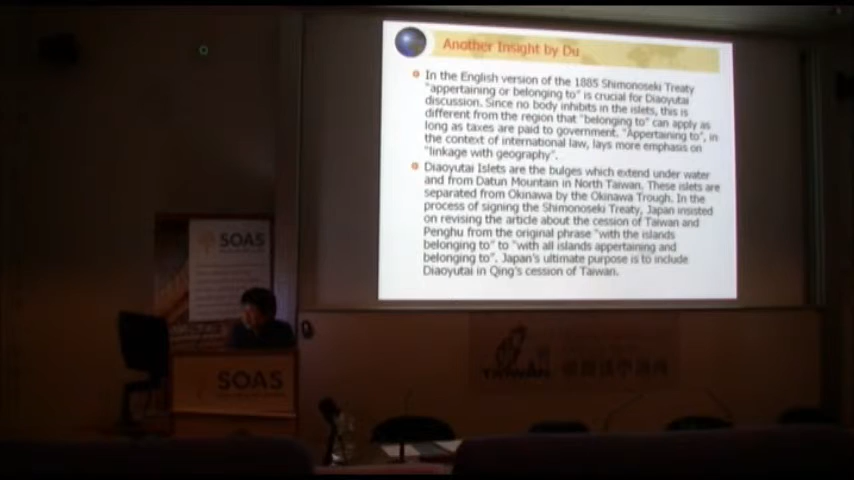 Another Insight by Du
In the English version of the 1885 Shimonoseki Treaty
"appertaining or belonging to" is crucial for Diaoyutai
discussion. Since no body inhibits in the islets, this is
different from the region that "belonging to" can apply as
long as taxes are paid to government. "Appertaining to", in
the context of international law, lays more emphasis on
"linkage with geography".
Diaoyutai Islets are the bulges which extend under water
and from Datun Mountain in North Taiwan. These islets are
separated from Okinawa by the Okinawa Trough. In the
process of signing the Shimonoseki Treaty, Japan insisted
on revising the article about the cession of Taiwan and
Penghu from the original phrase "with the islands
belonging to" to "with all islands appertaining and
belonging to". Japan's ultimate purpose is to include
Diaoyutai in Qing's cession of Taiwan.
SOAS
SOAS
TAIWAN